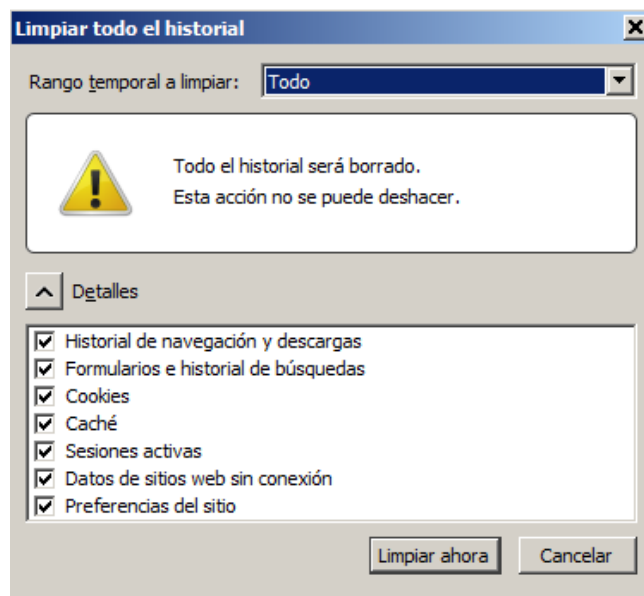 Limpiar todo el historial
Rango temporal a limpiar: Todo
Todo el historial será borrado.
Esta acción no se puede deshacer.
Detalles
Historial de navegación y descargas
Formularios e historial de búsquedas
Cookies
Caché
Sesiones activas
Datos de sitios web sin conexión
Preferencias del sitio
Limpiar ahora Cancelar